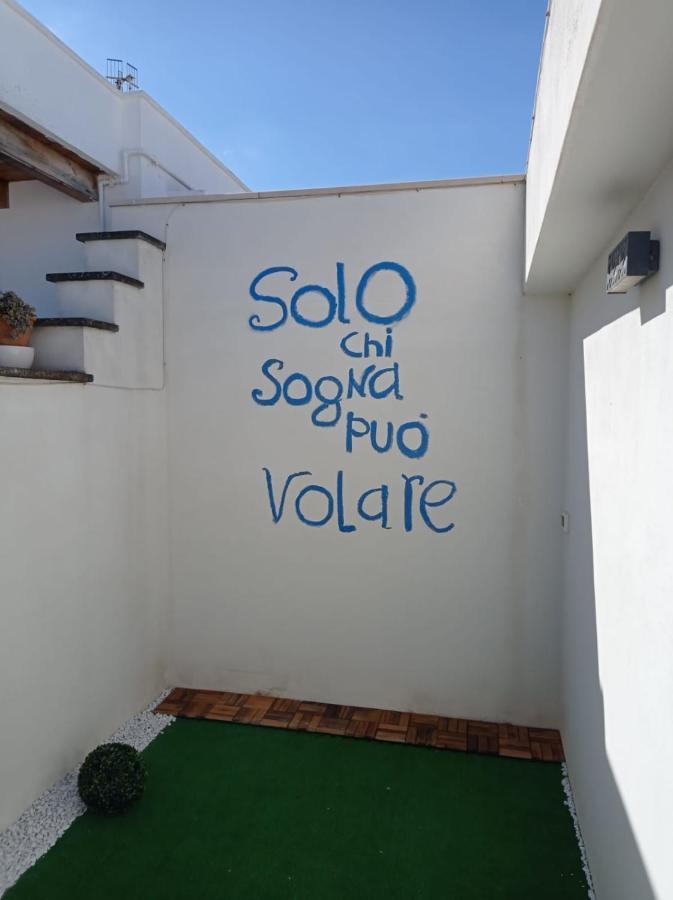 Solo
chi
sogna
può
volare